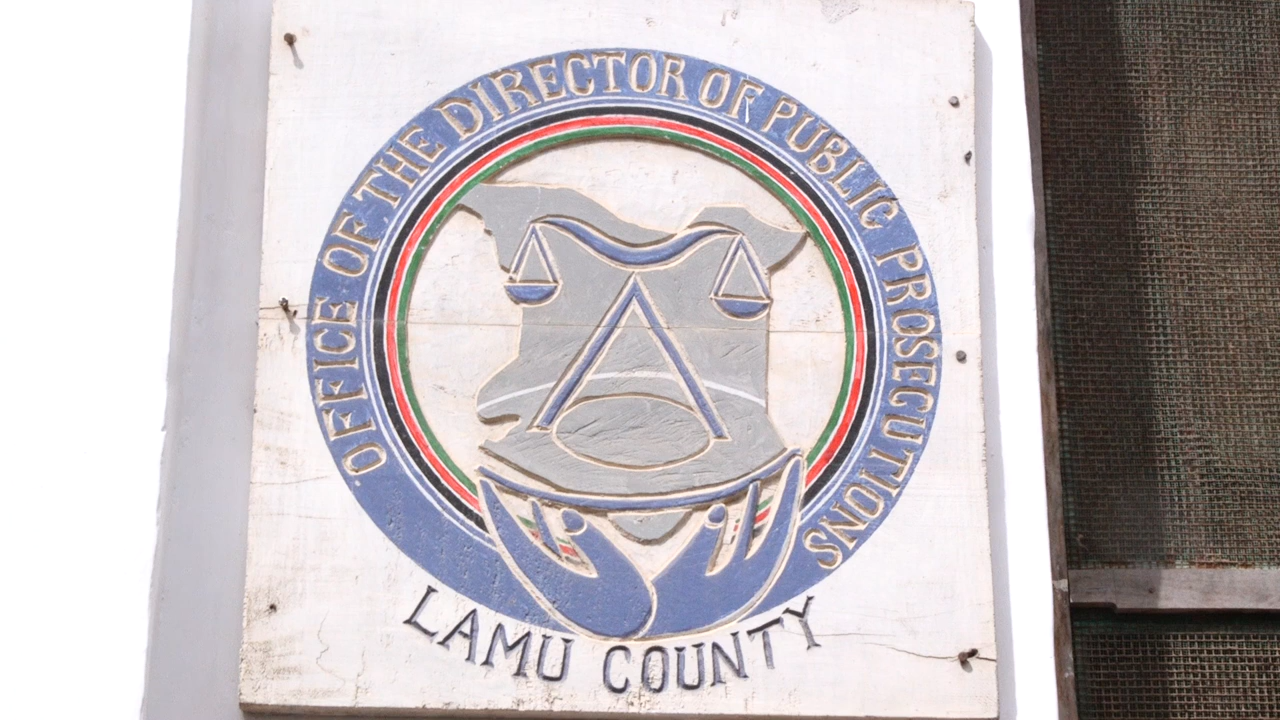 OFFICE OF THE DIRECTOR OF PUBLIC PROSECUTIONS
LAMU COUNTY